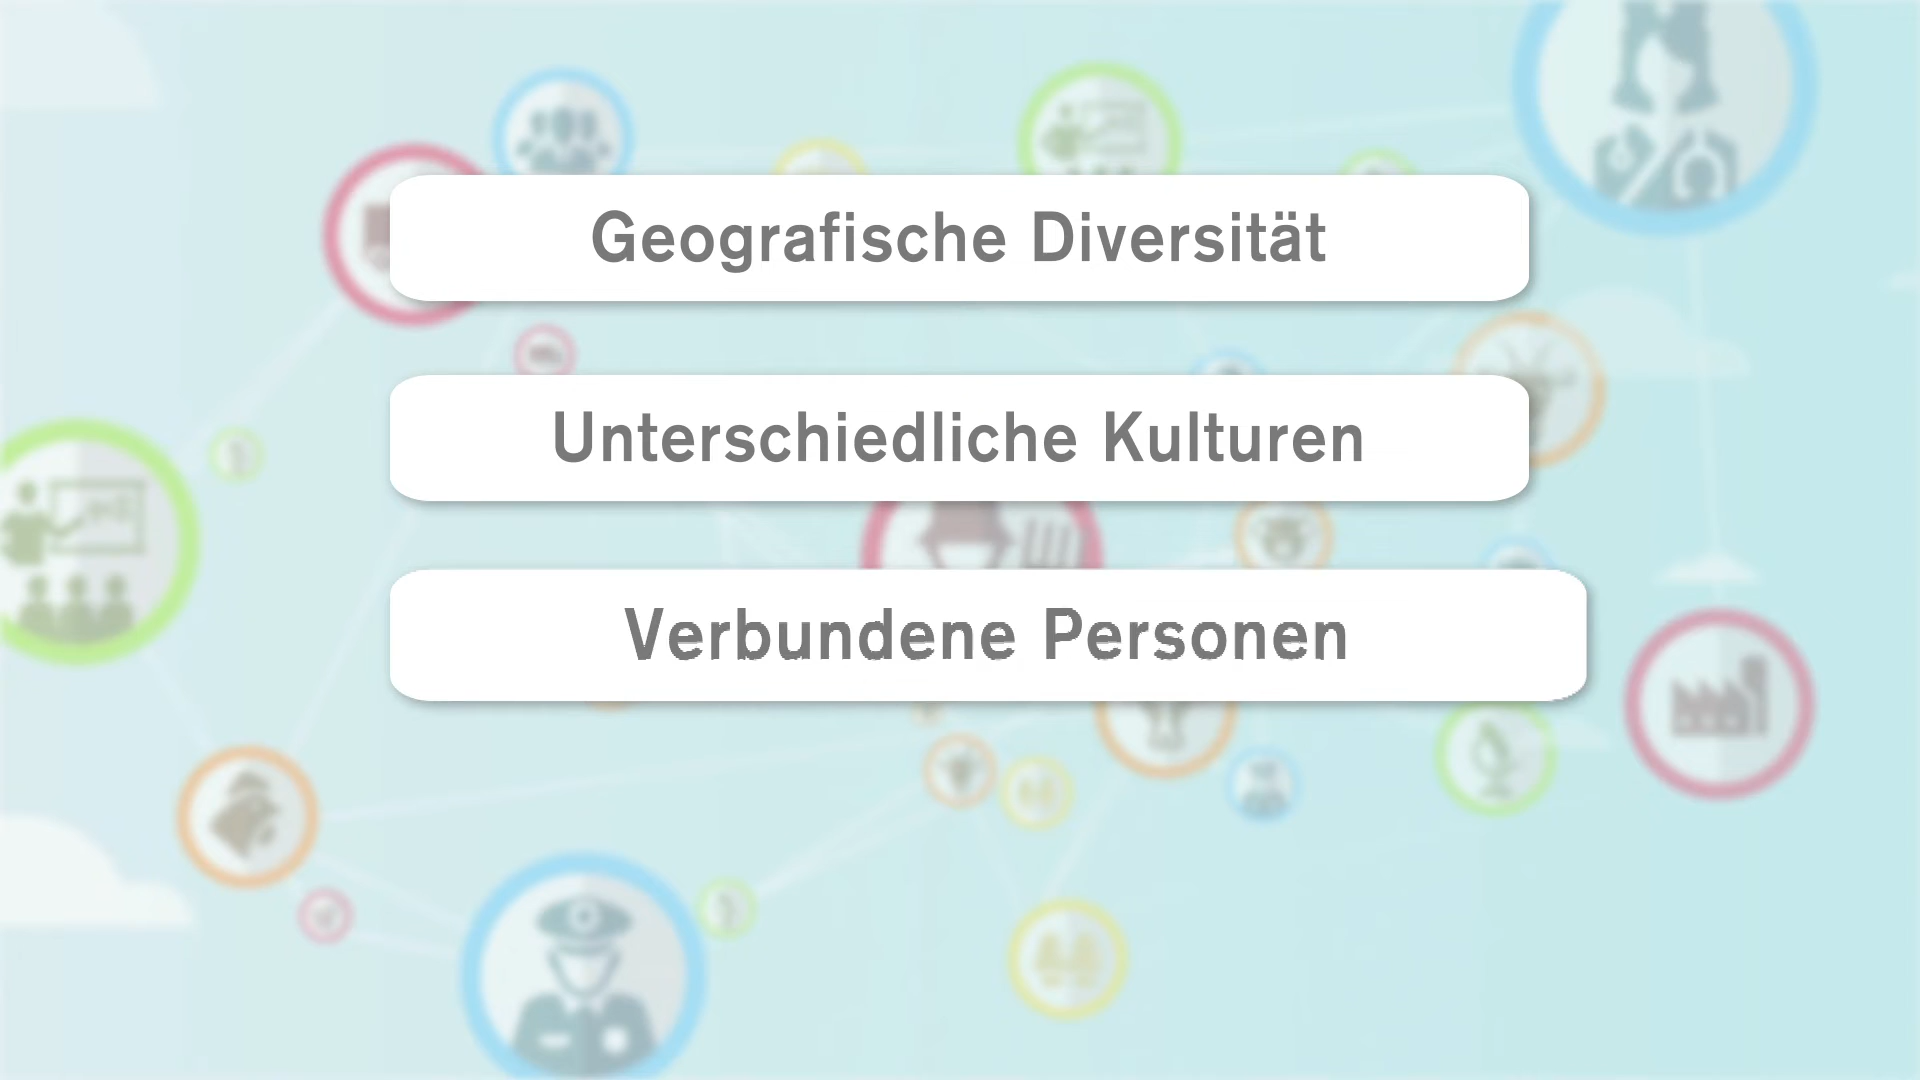 Geografische Diversität
Unterschiedliche Kulturen
Verbundene Personen